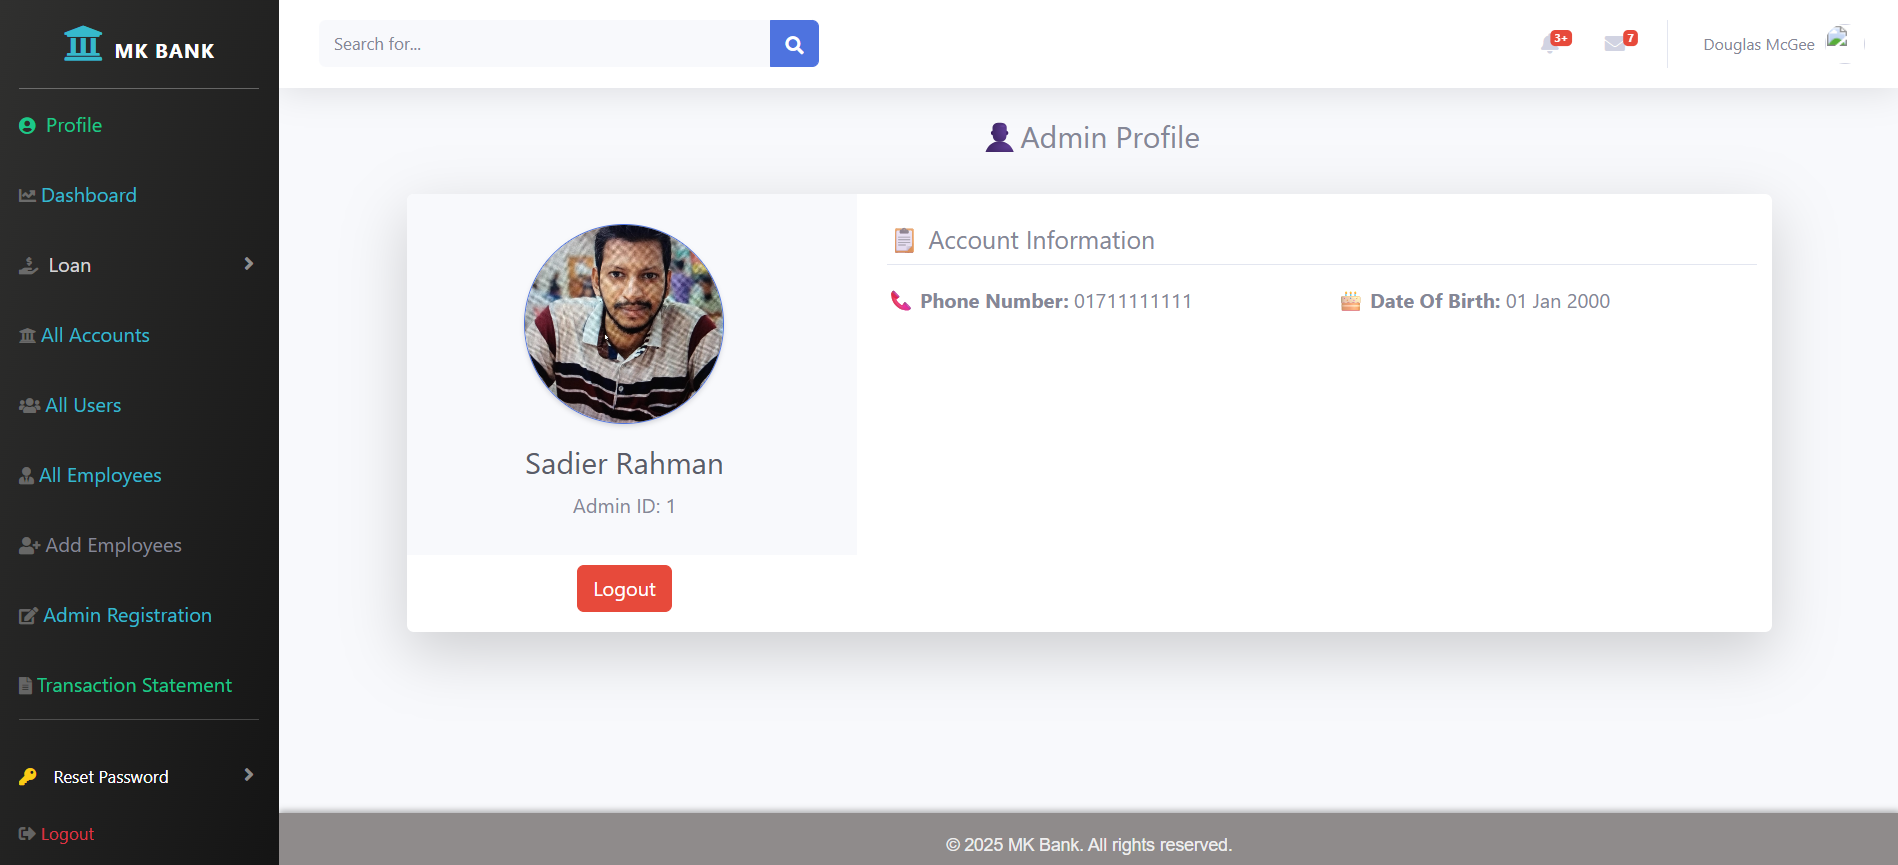 MK BANK
Profile
Dashboard
Loan
All Accounts
All Users
All Employees
Add Employees
Admin Registration
Transaction Statement
Reset Password
Logout
Search for...
3+
7
Douglas McGee
Admin Profile
Sadier Rahman
Admin ID: 1
Logout
Account Information
Phone Number: 01711111111
Date Of Birth: 01 Jan 2000
© 2025 MK Bank. All rights reserved.